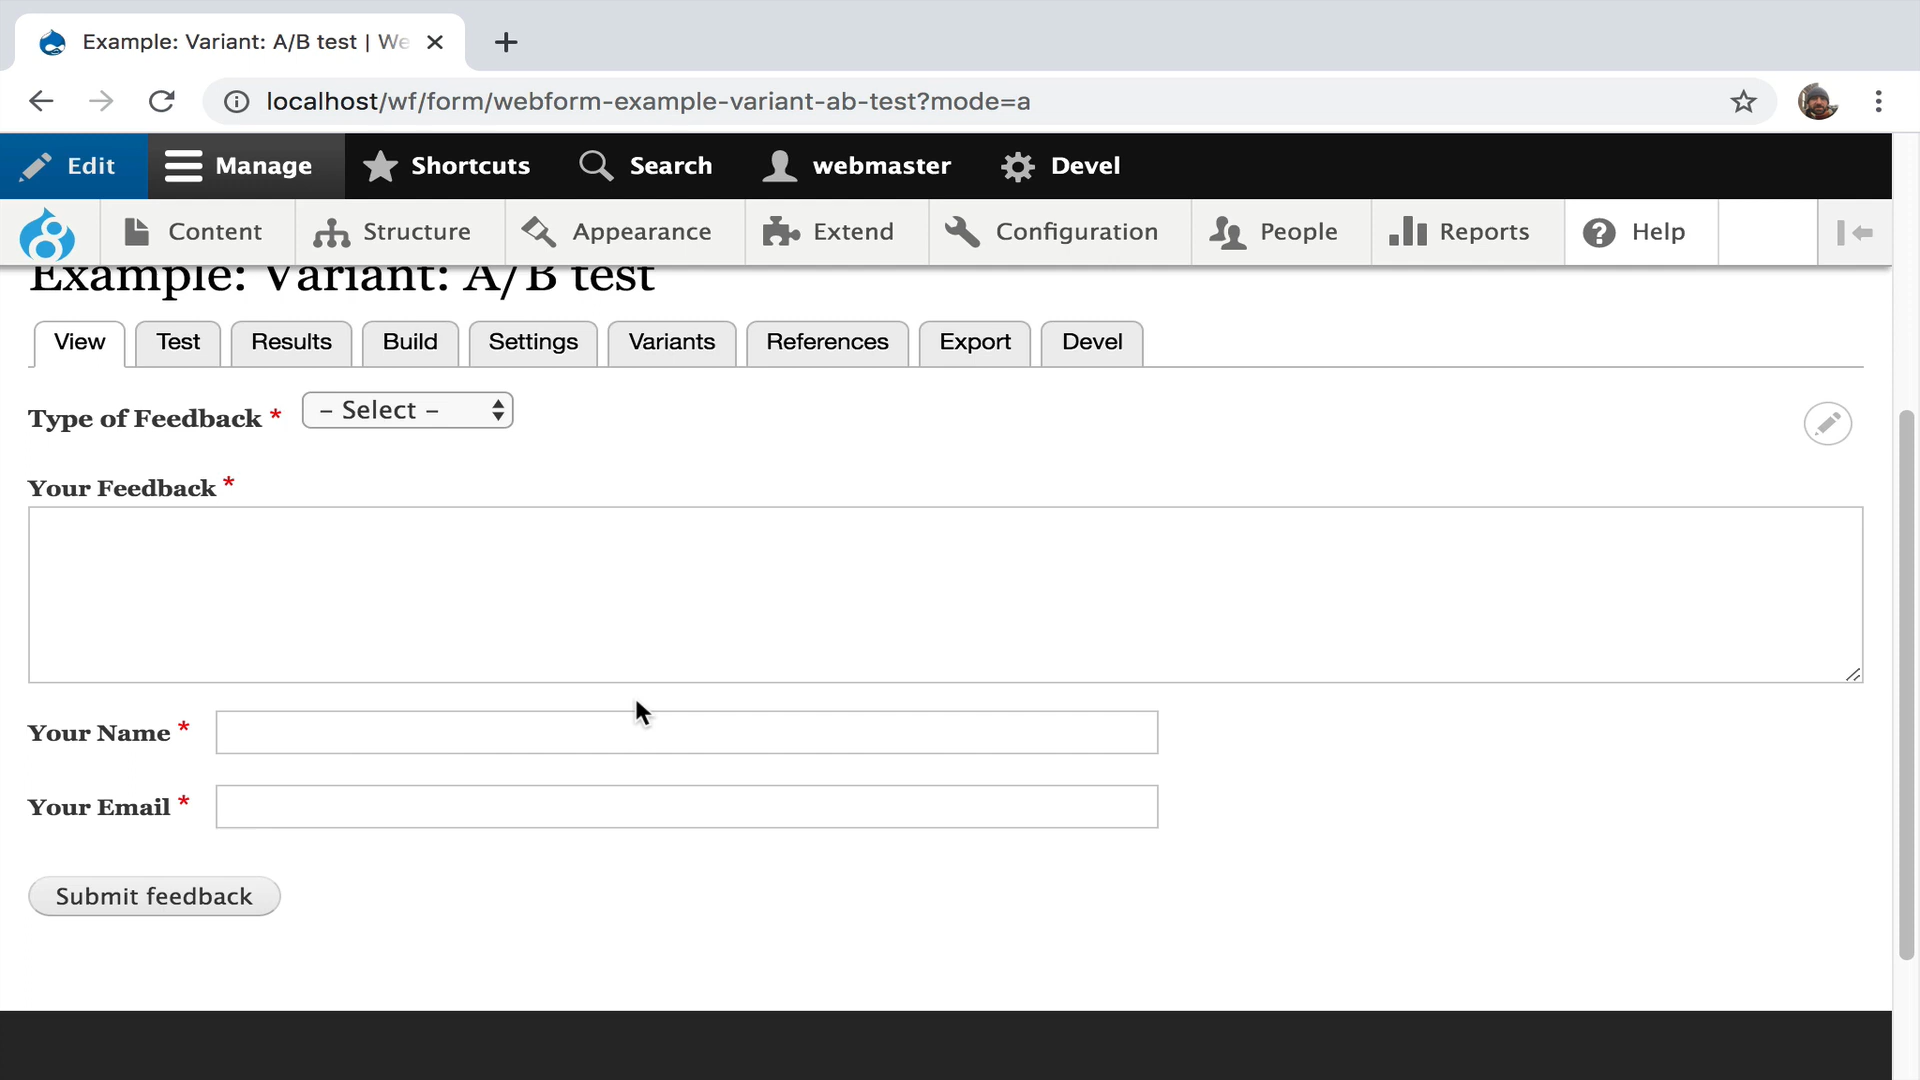 Example: Variant: A/B test | We
localhost/wf/form/webform-example-variant-ab-test?mode=a
Edit Manage Shortcuts Search webmaster Devel
Content Structure Appearance Extend Configuration People Reports Help
Example: Variant: A/B test
View Test Results Build Settings Variants References Export Devel
Type of Feedback * – Select –
Your Feedback *
Your Name *
Your Email *
Submit feedback